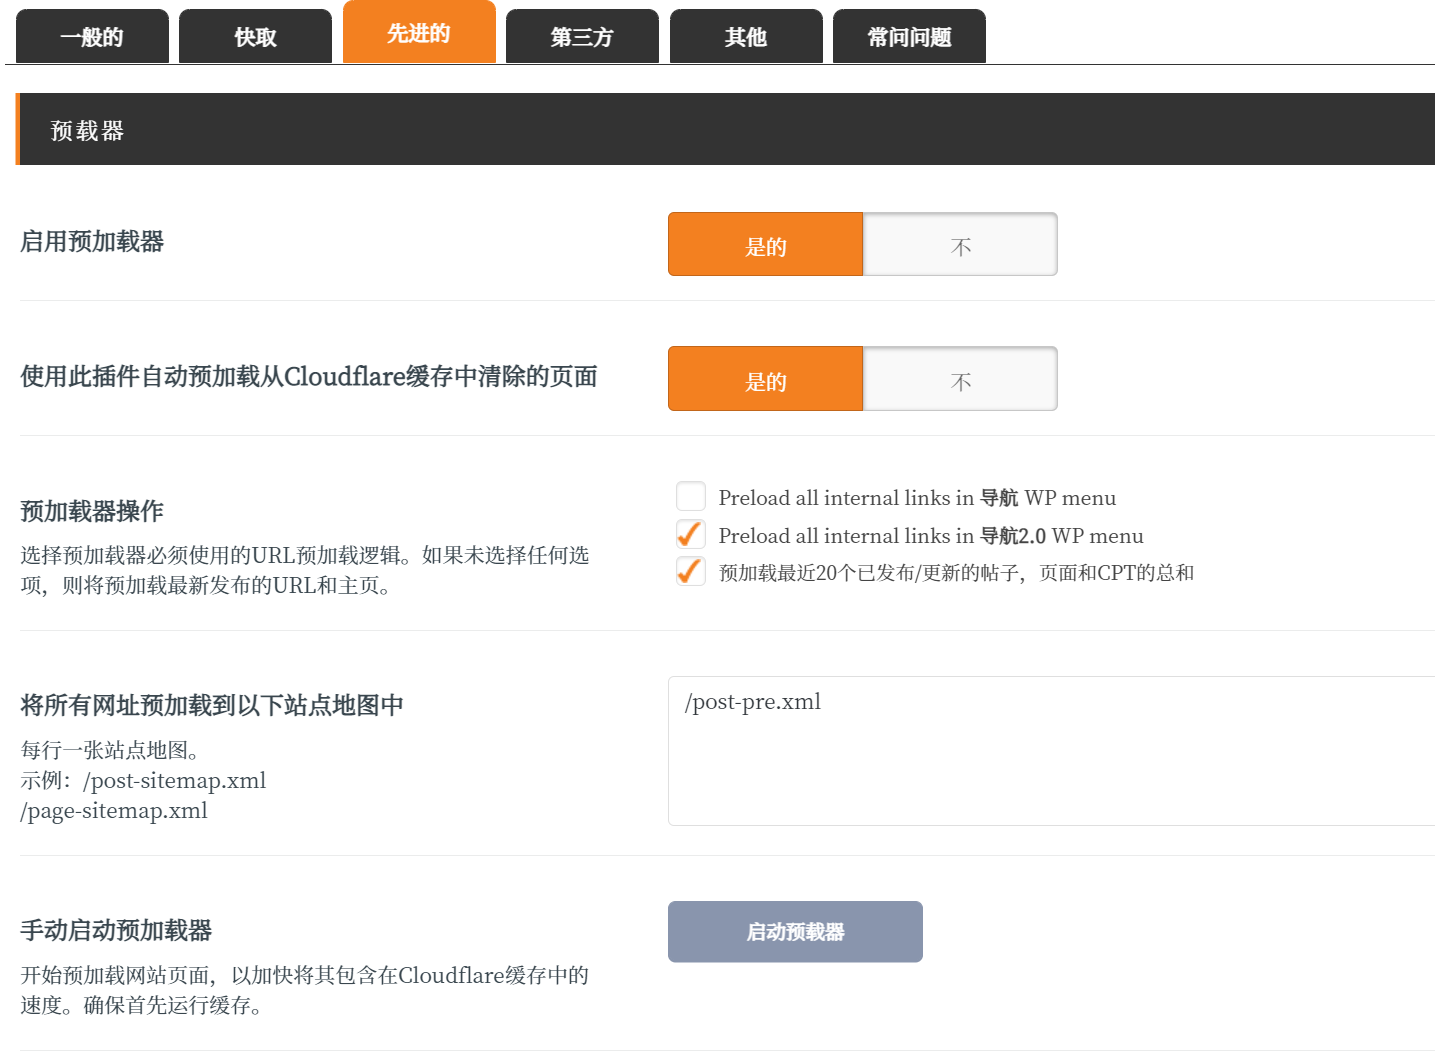 一般的
快取
先进的
第三方
其他
常问问题
预载器
启用预加载器
是的
不
使用此插件自动预加载从Cloudflare缓存中清除的页面
是的
不
预加载器操作
选择预加载器必须使用的URL预加载逻辑。如果未选择任何选
项，则将预加载最新发布的URL和主页。
Preload all internal links in 导航 WP menu
Preload all internal links in 导航2.0 WP menu
预加载最近20个已发布/更新的帖子，页面和CPT的总和
将所有网址预加载到以下站点地图中
每行一张站点地图。
示例：/post-sitemap.xml
/page-sitemap.xml
/post-pre.xml
手动启动预加载器
开始预加载网站页面，以加快将其包含在Cloudflare缓存中的
速度。确保首先运行缓存。
启动预载器